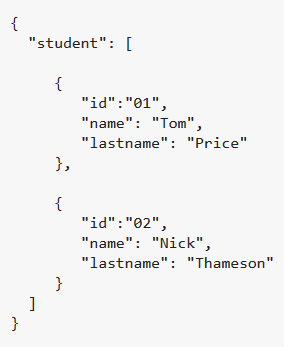 {
  "student": [

     {
        "id":"01",
        "name": "Tom",
        "lastname": "Price"
     },

     {
        "id":"02",
        "name": "Nick",
        "lastname": "Thameson"
     }
  ]
}